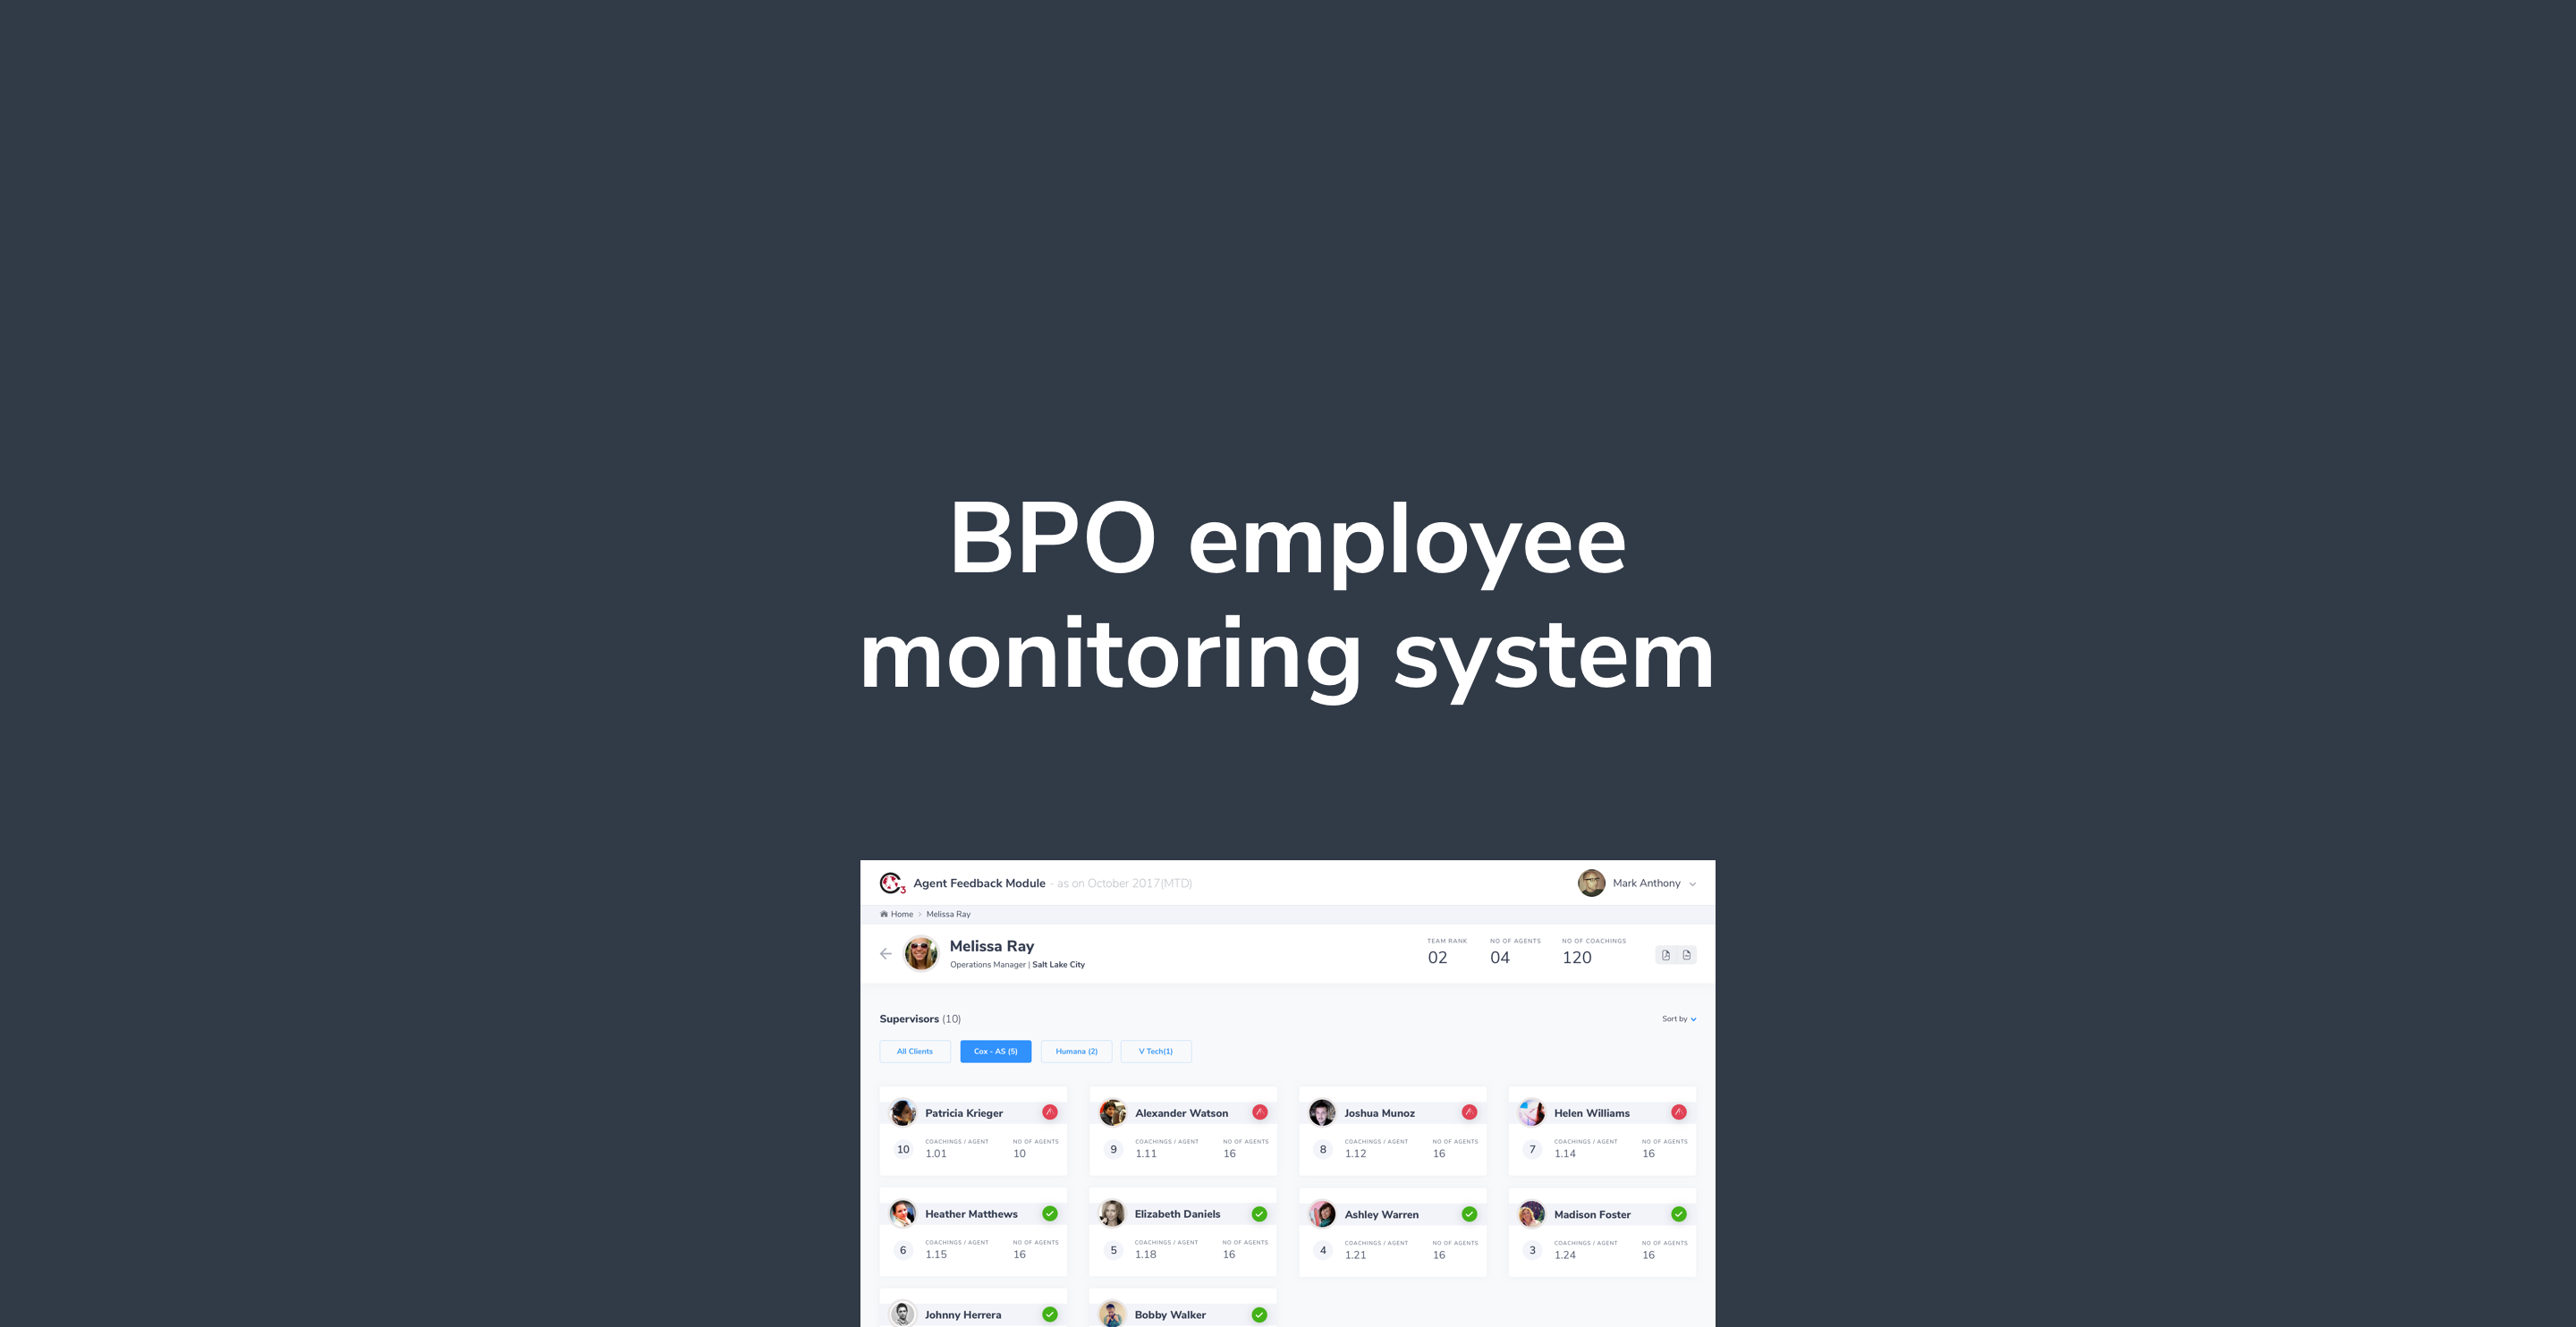 BPO employee
monitoring system
3 Agent Feedback Module - as on October 2017(MTD) Mark Anthony
Home > Melissa Ray
Melissa Ray
Operations Manager | Salt Lake City
TEAM RANK NO OF AGENTS NO OF COACHINGS
02 04 120
Supervisors (10) Sort by
All Clients Cox - AS (5) Humana (2) V Tech(1)
Patricia Krieger Alexander Watson Joshua Munoz Helen Williams
COACHINGS / AGENT NO OF AGENTS COACHINGS / AGENT NO OF AGENTS COACHINGS / AGENT NO OF AGENTS COACHINGS / AGENT NO OF AGENTS
10 1.01 10 9 1.11 16 8 1.12 16 7 1.14 16
Heather Matthews Elizabeth Daniels Ashley Warren Madison Foster
COACHINGS / AGENT NO OF AGENTS COACHINGS / AGENT NO OF AGENTS COACHINGS / AGENT NO OF AGENTS COACHINGS / AGENT NO OF AGENTS
6 1.15 16 5 1.18 16 4 1.21 16 3 1.24 16
Johnny Herrera Bobby Walker